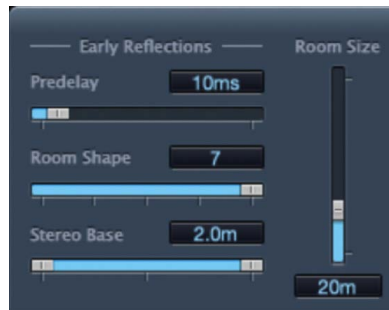 Early Reflections
Room Size
Predelay
10ms
Room Shape
7
Stereo Base
2.0m
20m